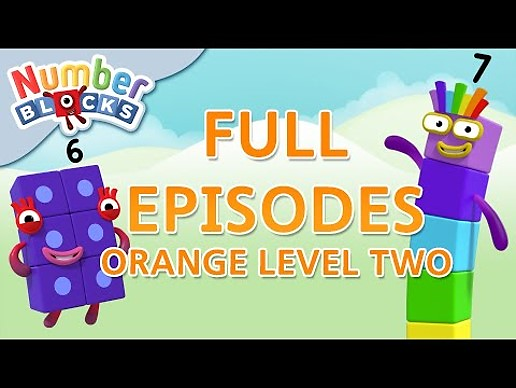 Number
BLOCKS
7
6
FULL
EPISODES
ORANGE LEVEL TWO